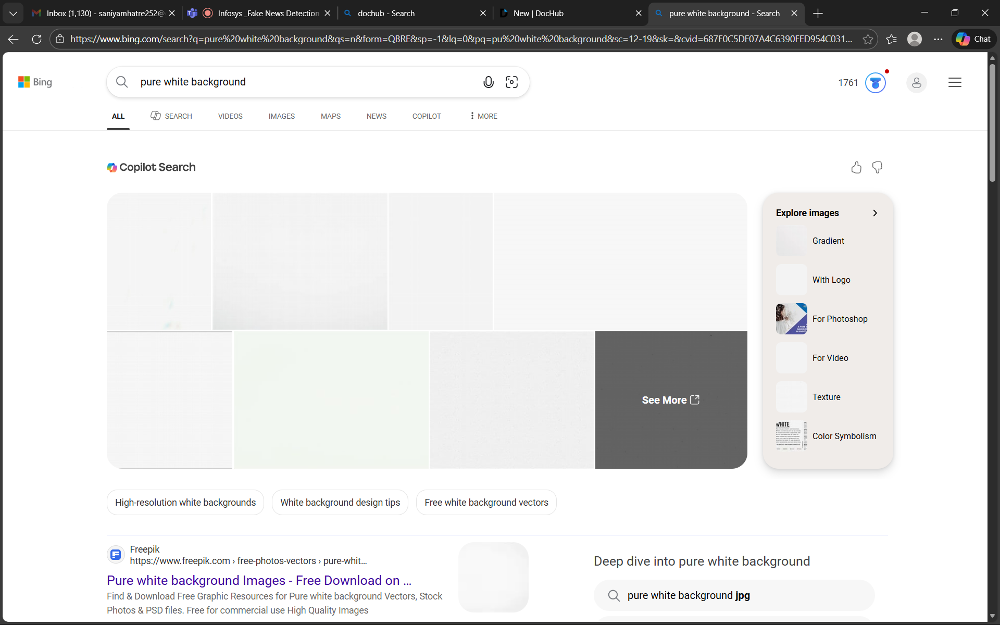 Inbox (1,130) - saniyamhatre252@
Infosys _Fake News Detection
dochub - Search
New | DocHub
pure white background - Search
https://www.bing.com/search?q=pure%20white%20background&qs=n&form=QBRE&sp=-1&lq=0&pq=pu%20white%20background&sc=12-19&sk=&cvid=687F0C5DF07A4C6390FED954C031...
Chat
Bing
pure white background
1761
ALL
SEARCH
VIDEOS
IMAGES
MAPS
NEWS
COPILOT
MORE
Copilot Search
See More
Explore images
Gradient
With Logo
For Photoshop
For Video
Texture
WHITE
Color Symbolism
High-resolution white backgrounds
White background design tips
Free white background vectors
Freepik
https://www.freepik.com › free-photos-vectors › pure-whit...
Pure white background Images - Free Download on ...
Find & Download Free Graphic Resources for Pure white background Vectors, Stock
Photos & PSD files. Free for commercial use High Quality Images
Deep dive into pure white background
pure white background jpg